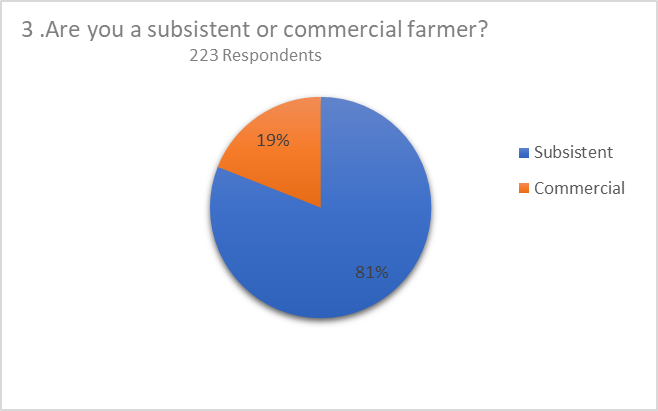 3 .Are you a subsistent or commercial farmer?
223 Respondents
19%
81%
Subsistent
Commercial